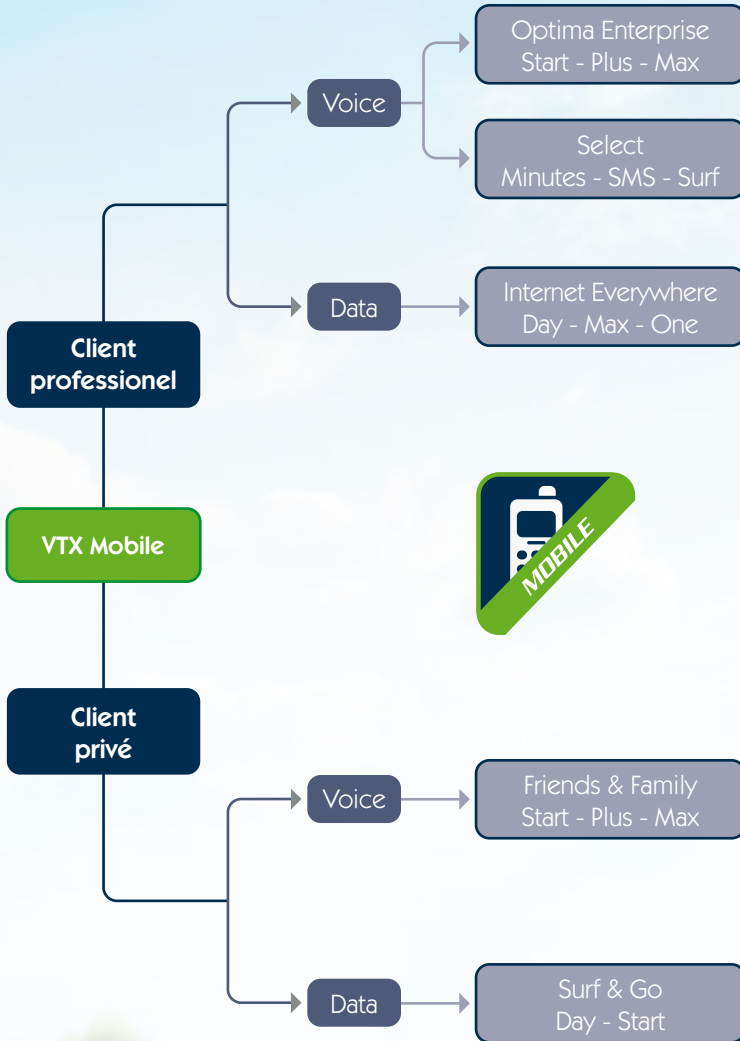 Optima Enterprise
Start - Plus - Max
Voice
Select
Minutes - SMS - Surf
Internet Everywhere
Day - Max - One
Data
Client
professionel
VTX Mobile
MOBILE
Client
privé
Voice
Friends & Family
Start - Plus - Max
Data
Surf & Go
Day - Start